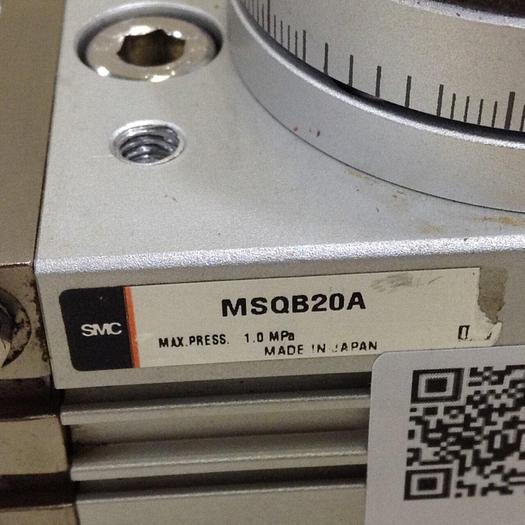 SMC
MSQB20A
MAX.PRESS. 1.0 MPa
MADE IN JAPAN